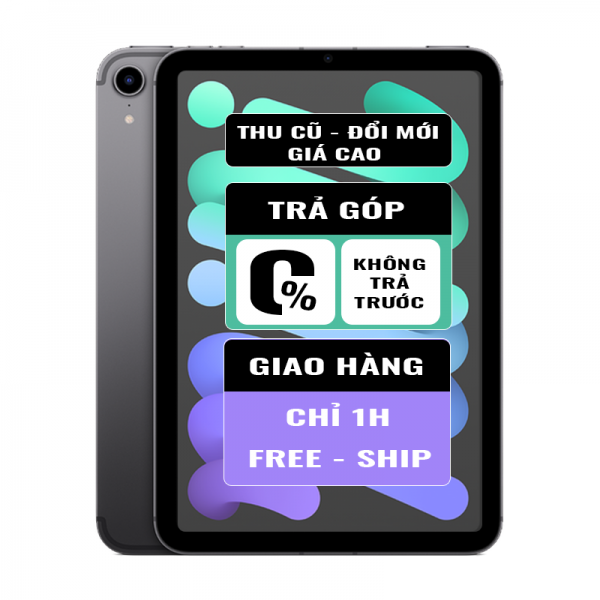 THU CŨ - ĐỔI MỚI
GIÁ CAO
TRẢ GÓP
0%
KHÔNG
TRẢ
TRƯỚC
GIAO HÀNG
CHỈ 1H
FREE - SHIP